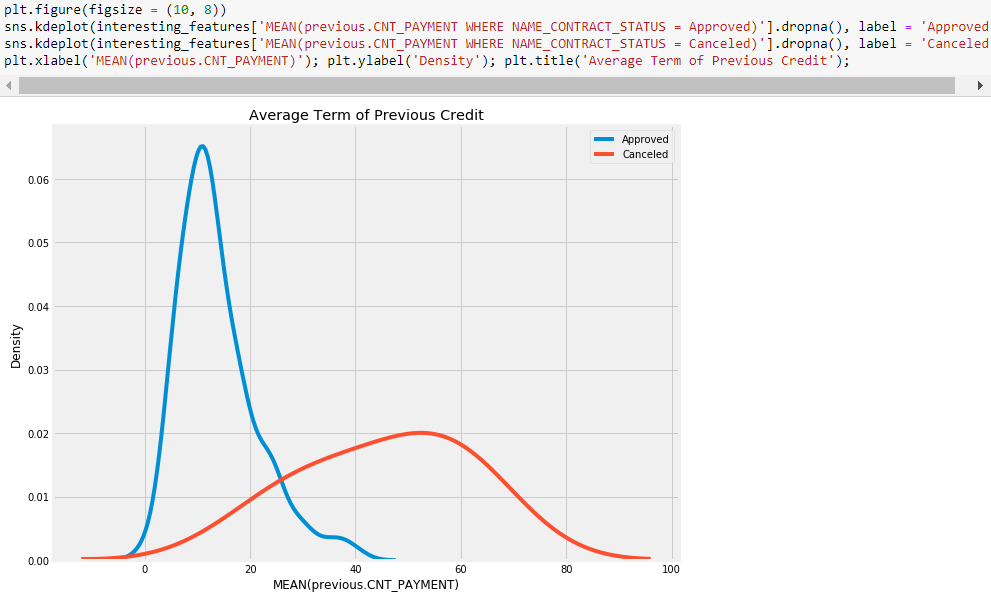 plt.figure(figsize = (10, 8))
sns.kdeplot(interesting_features['MEAN(previous.CNT_PAYMENT WHERE NAME_CONTRACT_STATUS = Approved)'].dropna(), label = 'Approved
sns.kdeplot(interesting_features['MEAN(previous.CNT_PAYMENT WHERE NAME_CONTRACT_STATUS = Canceled)'].dropna(), label = 'Canceled
plt.xlabel('MEAN(previous.CNT_PAYMENT)'); plt.ylabel('Density'); plt.title('Average Term of Previous Credit');
Average Term of Previous Credit
Approved
Canceled
0.06
0.05
0.04
0.03
0.02
0.01
0.00
Density
0 20 40 60 80 100
MEAN(previous.CNT_PAYMENT)